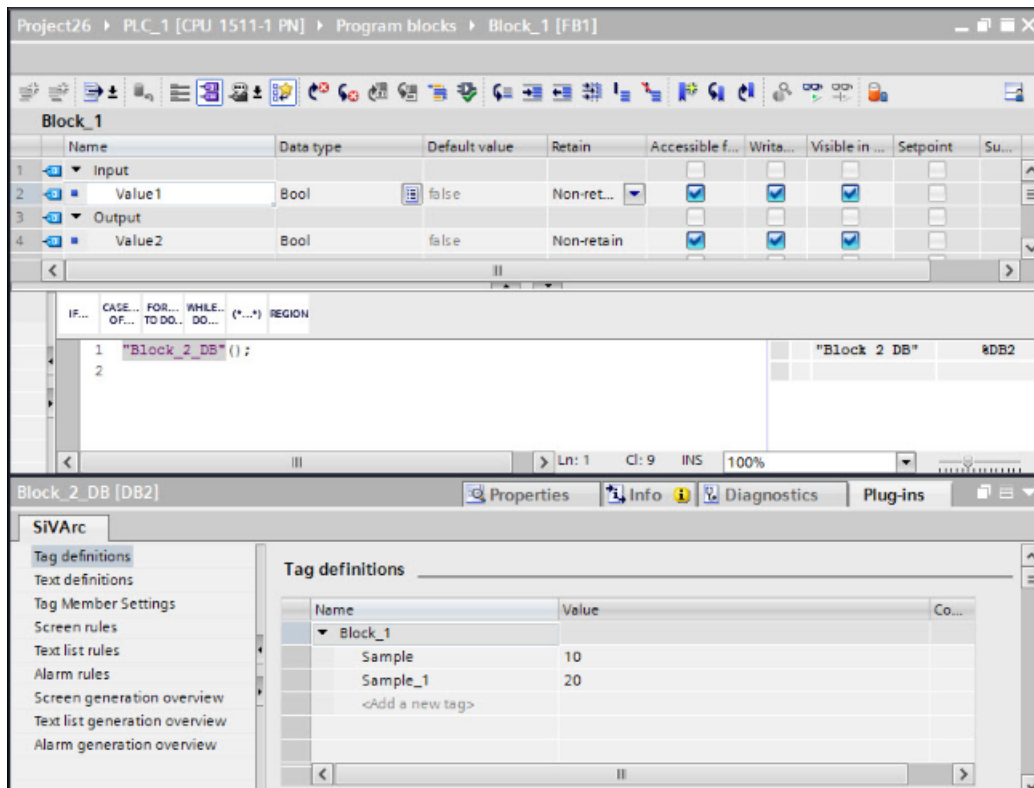 Project26 ▸ PLC_1 [CPU 1511-1 PN] ▸ Program blocks ▸ Block_1 [FB1]
Block_1
Name Data type Default value Retain Accessible f... Writa... Visible in ... Setpoint Su...
1 Input
2 Value1 Bool false Non-ret...
3 Output
4 Value2 Bool false Non-retain
IF... CASE... OF... FOR... TO DO.. WHILE.. DO... (*...*) REGION
1 "Block_2_DB"(); "Block 2 DB" %DB2
2
Ln: 1 Cl: 9 INS 100%
Block_2_DB [DB2] Properties Info Diagnostics Plug-ins
SiVArc
Tag definitions
Text definitions
Tag Member Settings
Screen rules
Text list rules
Alarm rules
Screen generation overview
Text list generation overview
Alarm generation overview
Tag definitions
Name Value Co...
Block_1
Sample 10
Sample_1 20
<Add a new tag>